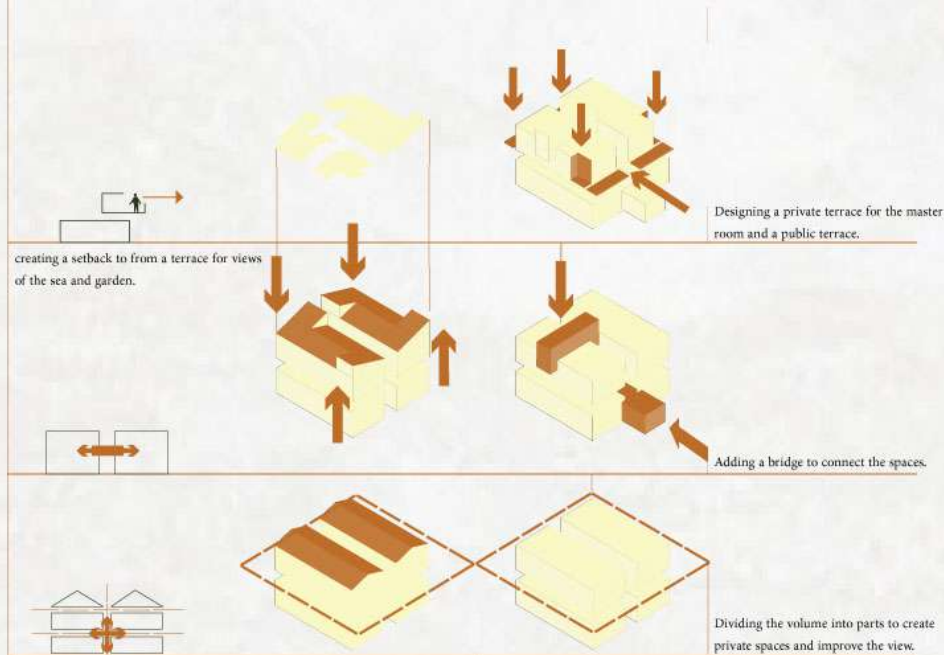 Designing a private terrace for the master
room and a public terrace.
creating a setback to from a terrace for views
of the sea and garden.
Adding a bridge to connect the spaces.
Dividing the volume into parts to create
private spaces and improve the view.